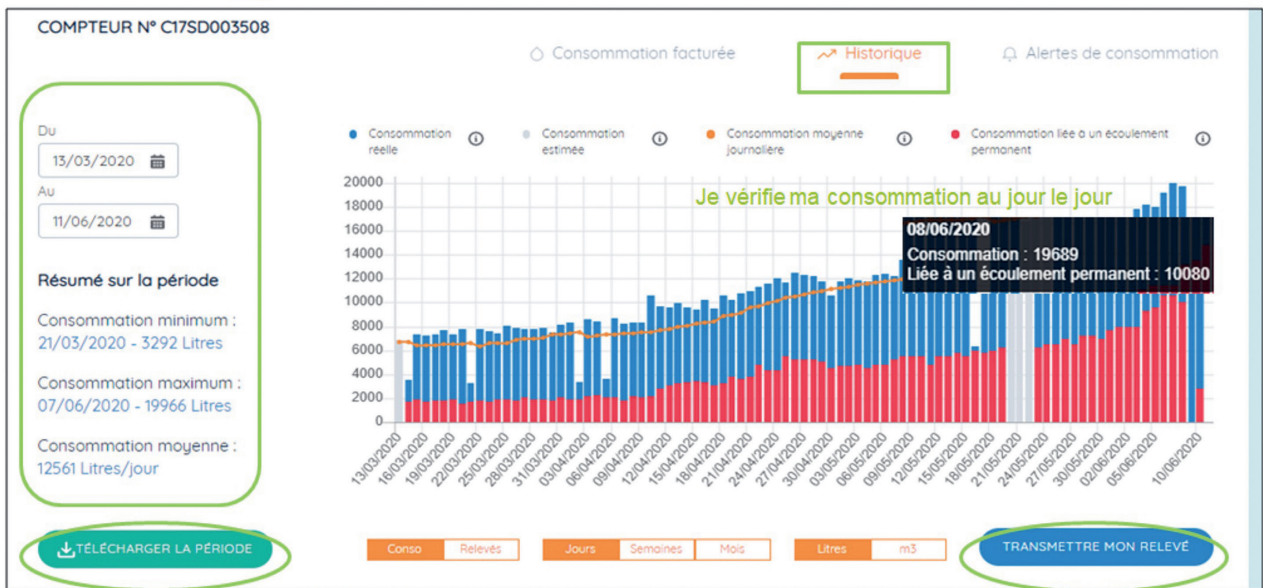 COMPTEUR N° C17SD003508
Consommation facturée
Historique
Alertes de consommation
Du
13/03/2020
Au
11/06/2020
Résumé sur la période
Consommation minimum :
21/03/2020 - 3292 Litres
Consommation maximum :
07/06/2020 - 19966 Litres
Consommation moyenne :
12561 Litres/jour
TÉLÉCHARGER LA PÉRIODE
Consommation
réelle
Consommation
estimée
Consommation moyenne
journalière
Consommation liée à un écoulement
permanent
Je vérifie ma consommation au jour le jour
08/06/2020
Consommation : 19689
Liée à un écoulement permanent : 10080
20000
18000
16000
14000
12000
10000
8000
6000
4000
2000
0
13/03/2020
16/03/2020
19/03/2020
22/03/2020
25/03/2020
28/03/2020
31/03/2020
03/04/2020
06/04/2020
09/04/2020
12/04/2020
15/04/2020
18/04/2020
21/04/2020
24/04/2020
27/04/2020
30/04/2020
03/05/2020
06/05/2020
09/05/2020
12/05/2020
15/05/2020
18/05/2020
21/05/2020
24/05/2020
27/05/2020
30/05/2020
02/06/2020
05/06/2020
10/06/2020
Conso Relevés
Jours Semaines Mois
Litres m3
TRANSMETTRE MON RELEVÉ